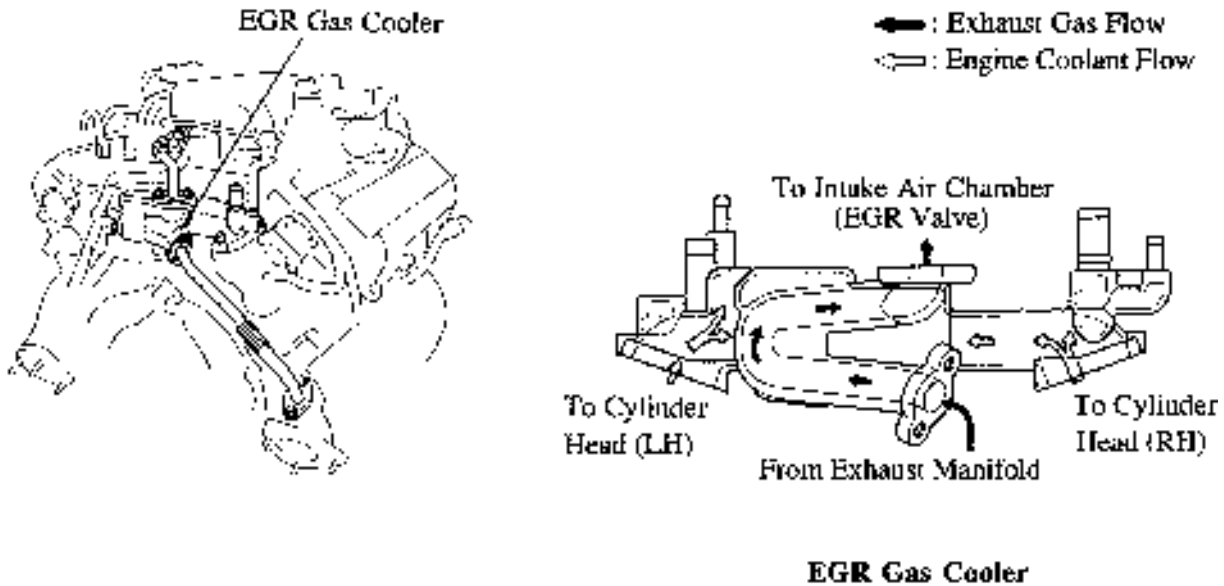 EGR Gas Cooler
: Exhaust Gas Flow
: Engine Coolant Flow
To Intake Air Chamber
(EGR Valve)
To Cylinder
Head (LH)
To Cylinder
Head (RH)
From Exhaust Manifold
EGR Gas Cooler